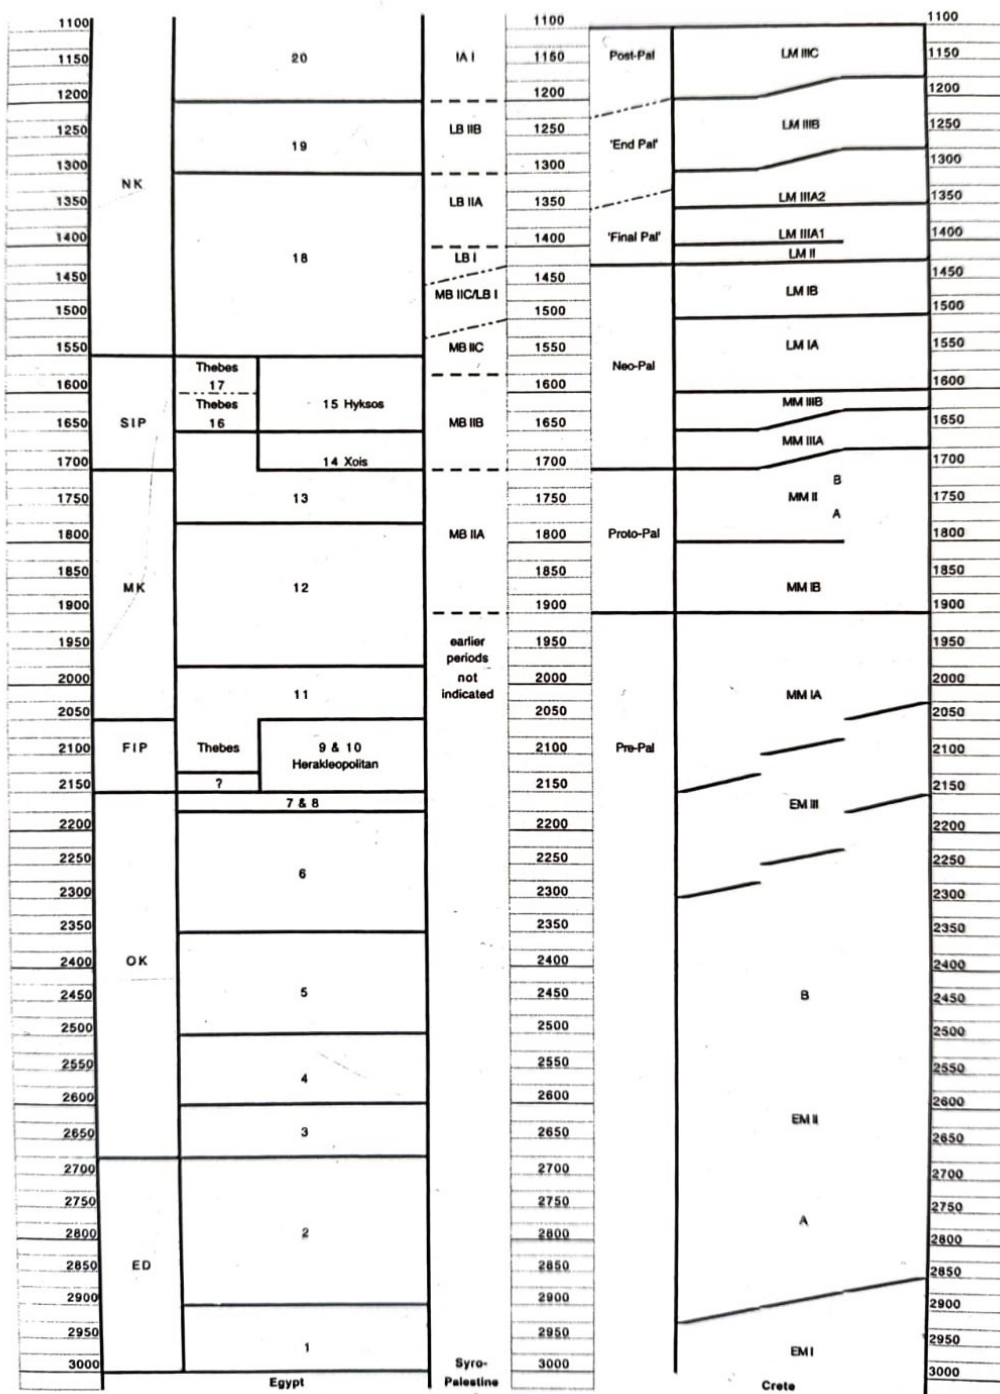 1100
1150
1200
1250
1300
1350
1400
1450
1500
1550
1600
1650
1700
1750
1800
1850
1900
1950
2000
2050
2100
2150
2200
2250
2300
2350
2400
2450
2500
2550
2600
2650
2700
2750
2800
2850
2900
2950
3000
NK
SIP
MK
FIP
OK
ED
20
19
18
Thebes
17
Thebes
16
15 Hyksos
14 Xois
13
12
11
Thebes
?
9 & 10
Herakleopolitan
7 & 8
6
5
4
3
2
1
Egypt
IA I
LB IIB
LB IIA
LB I
MB IIC/LB I
MB IIC
MB IIB
MB IIA
earlier
periods
not
indicated
Syro-
Palestine
1100
1150
1200
1250
1300
1350
1400
1450
1500
1550
1600
1650
1700
1750
1800
1850
1900
1950
2000
2050
2100
2150
2200
2250
2300
2350
2400
2450
2500
2550
2600
2650
2700
2750
2800
2850
2900
2950
3000
Post-Pal
'End Pal'
'Final Pal'
Neo-Pal
Proto-Pal
Pre-Pal
LM IIIC
LM IIIB
LM IIIA2
LM IIIA1
LM II
LM IB
LM IA
MM IIIB
MM IIIA
B
MM II
A
MM IB
MM IA
EM III
B
EM II
A
EM I
Crete
1100
1150
1200
1250
1300
1350
1400
1450
1500
1550
1600
1650
1700
1750
1800
1850
1900
1950
2000
2050
2100
2150
2200
2250
2300
2350
2400
2450
2500
2550
2600
2650
2700
2750
2800
2850
2900
2950
3000